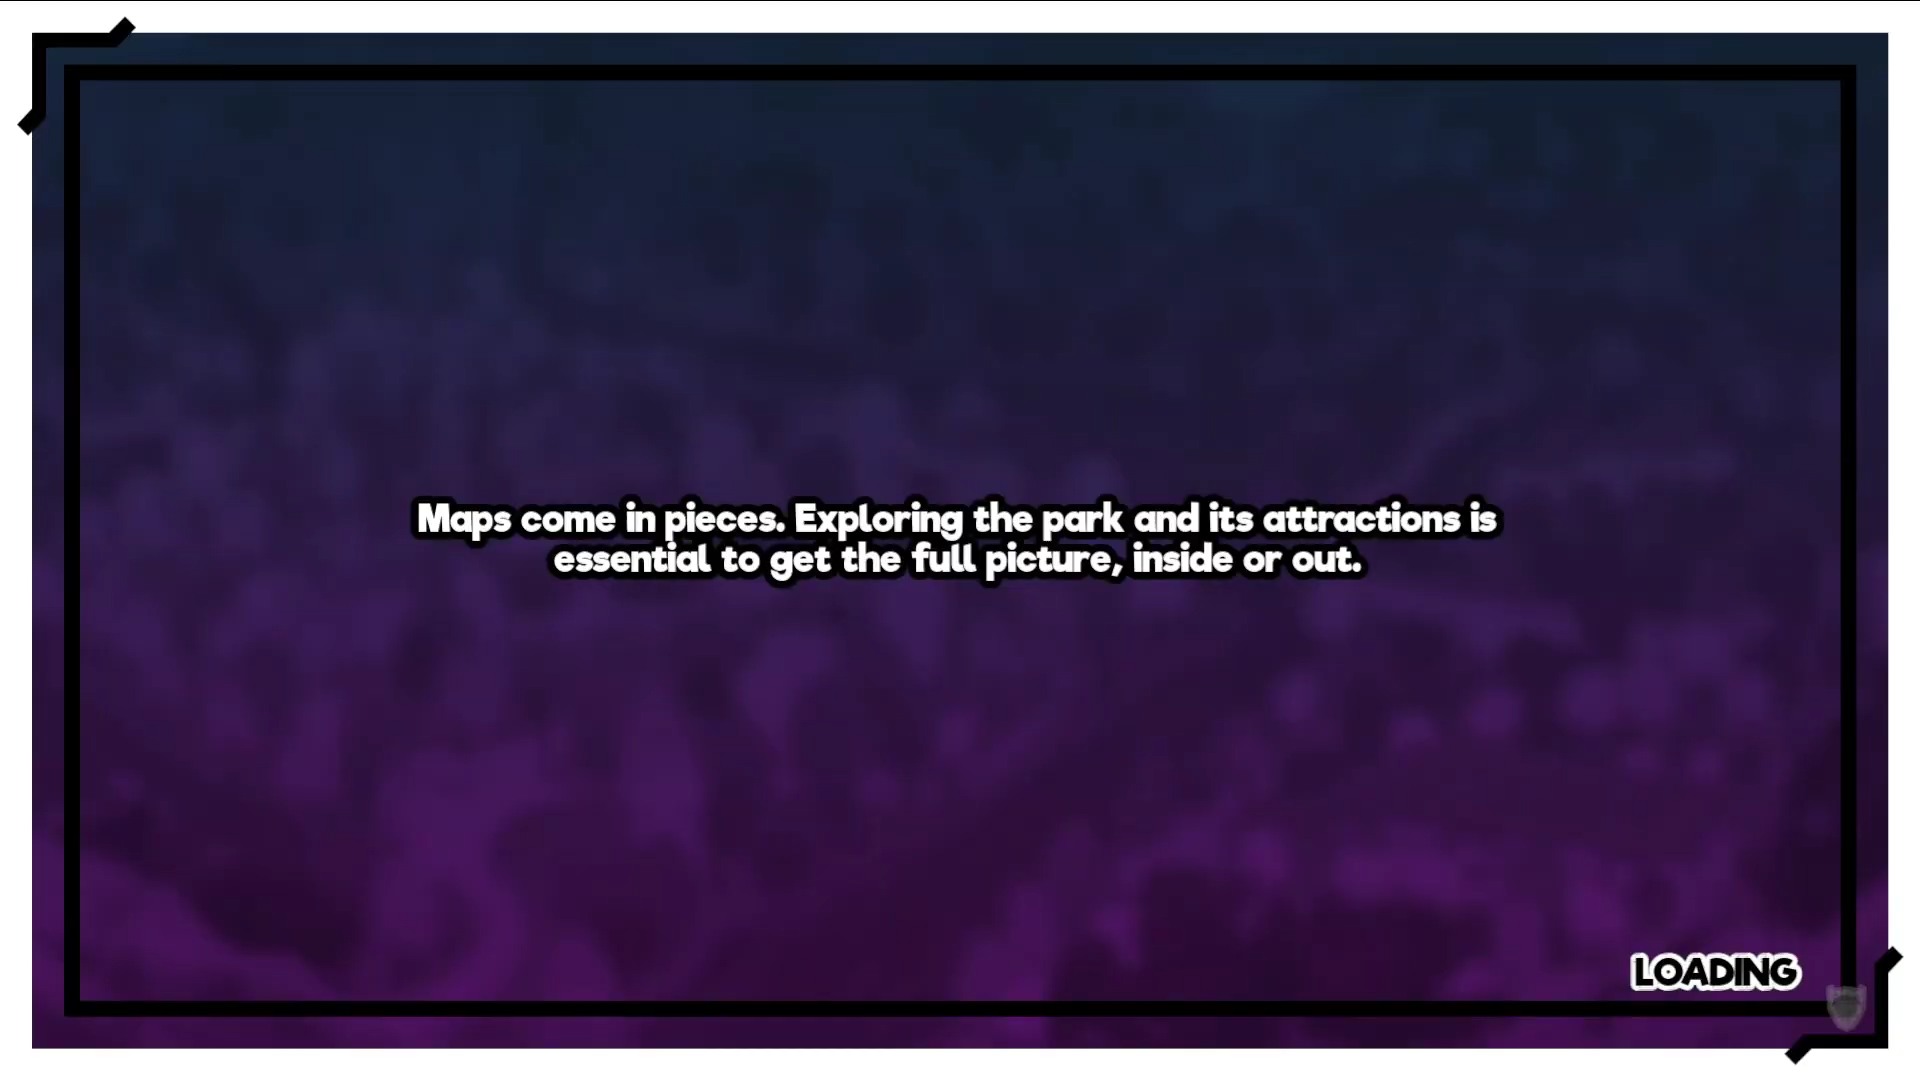 Maps come in pieces. Exploring the park and its attractions is
essential to get the full picture, inside or out.
LOADING